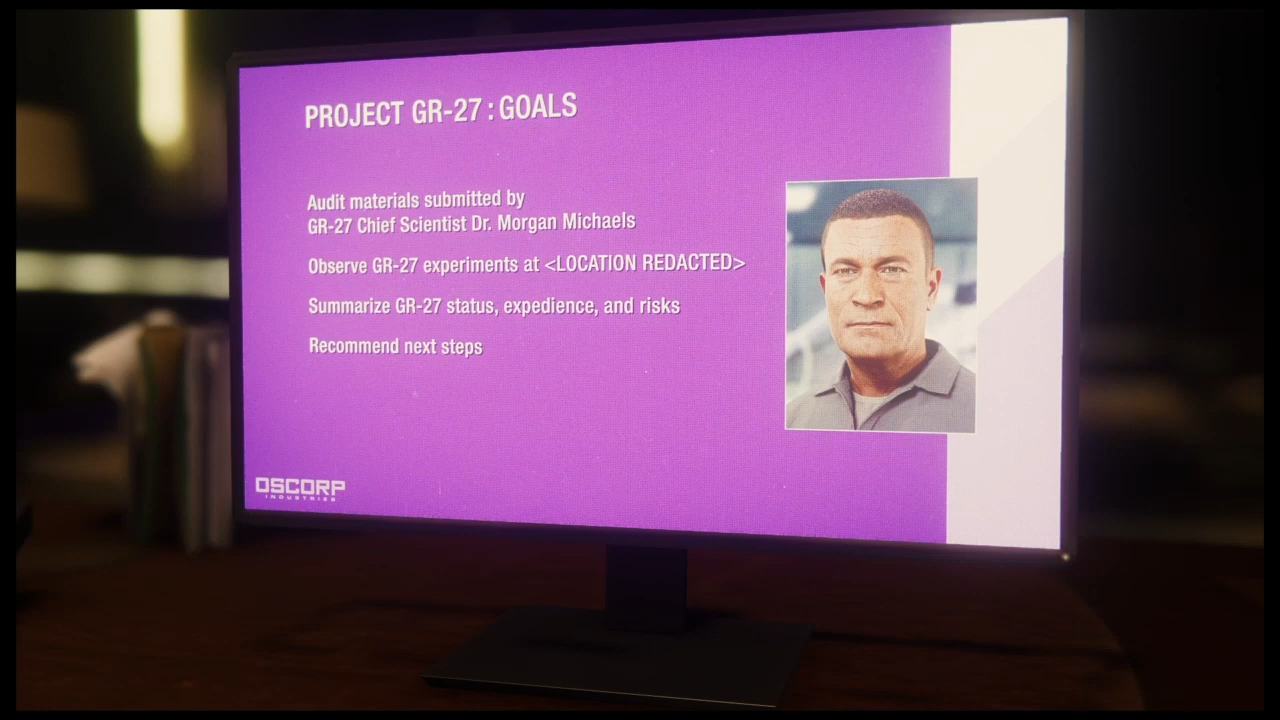 PROJECT GR-27 : GOALS
Audit materials submitted by
GR-27 Chief Scientist Dr. Morgan Michaels
Observe GR-27 experiments at <LOCATION REDACTED>
Summarize GR-27 status, expedience, and risks
Recommend next steps
OSCORP
INDUSTRIES